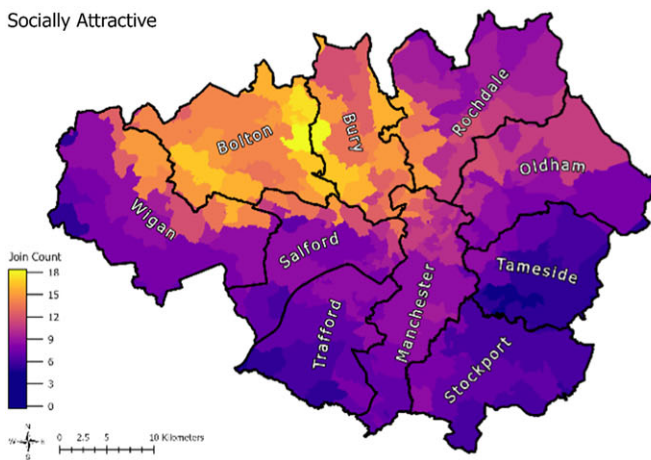 Socially Attractive
Bolton
Bury
Rochdale
Oldham
Wigan
Salford
Tameside
Trafford
Manchester
Stockport
Join Count
18
15
12
9
6
3
0
N
W
E
S
0 2.5 5 10 Kilometers